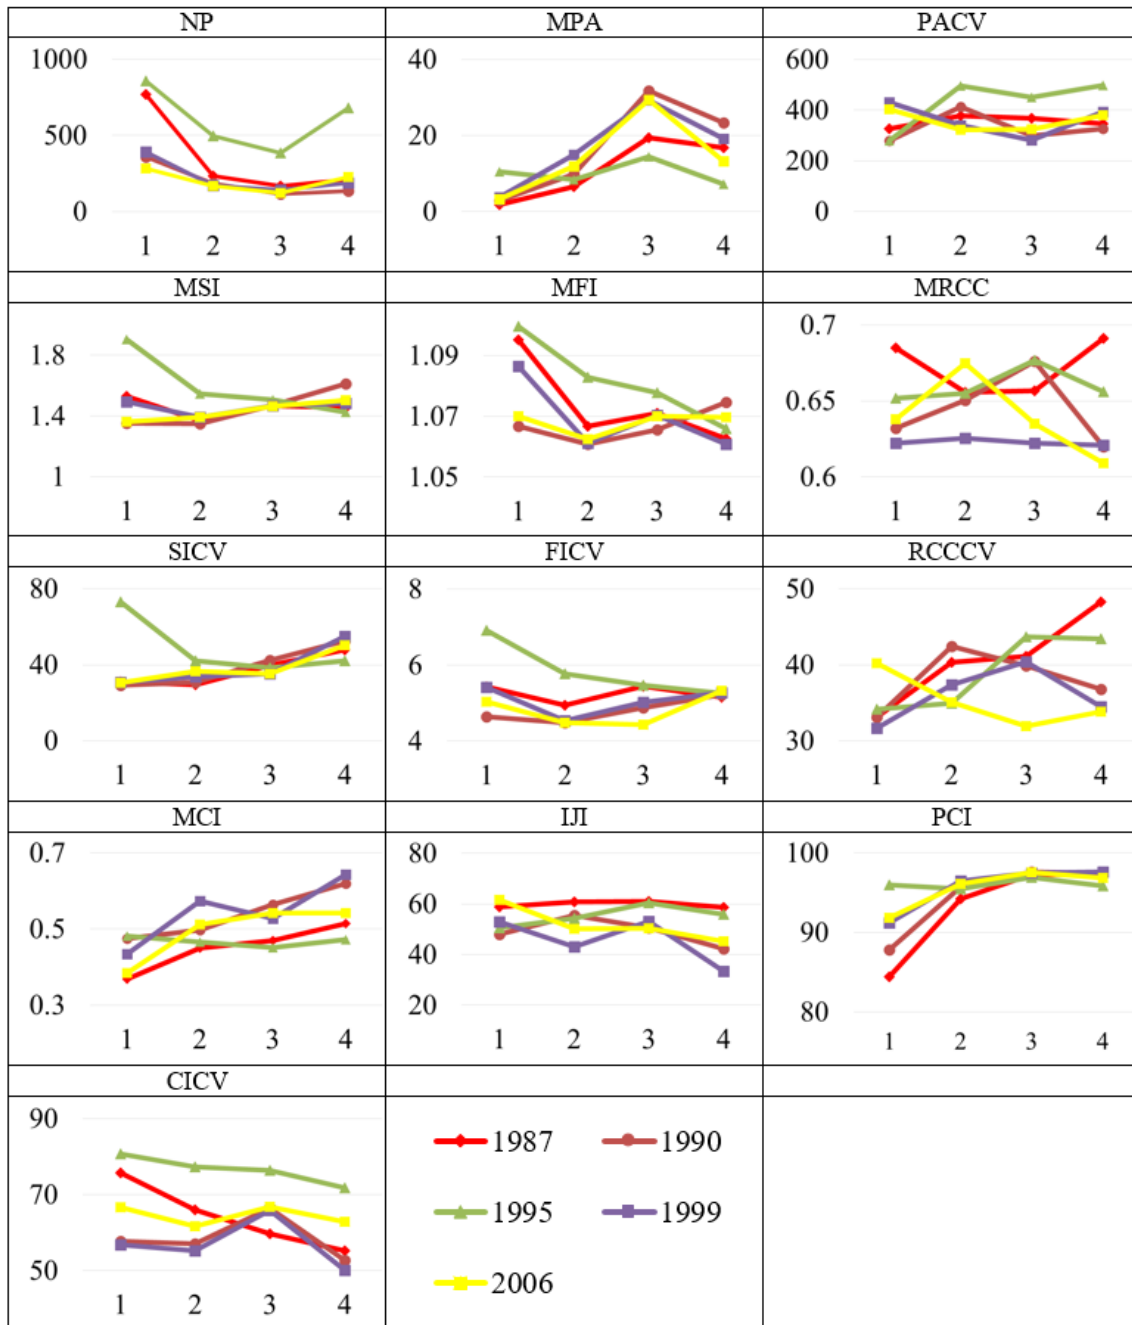 NP MPA PACV
1000 40 600
500 20 400
200
0 0 0
1 2 3 4 1 2 3 4 1 2 3 4
MSI MFI MRCC
1.8 1.09 0.7
1.4 1.07 0.65
1 1.05 0.6
1 2 3 4 1 2 3 4 1 2 3 4
SICV FICV RCCCV
80 8 50
40 6 40
0 4 30
1 2 3 4 1 2 3 4 1 2 3 4
MCI IJI PCI
0.7 80 100
0.5 60 90
40
0.3 20 80
1 2 3 4 1 2 3 4 1 2 3 4
CICV
90
70
50
1 2 3 4
1987 1990
1995 1999
2006